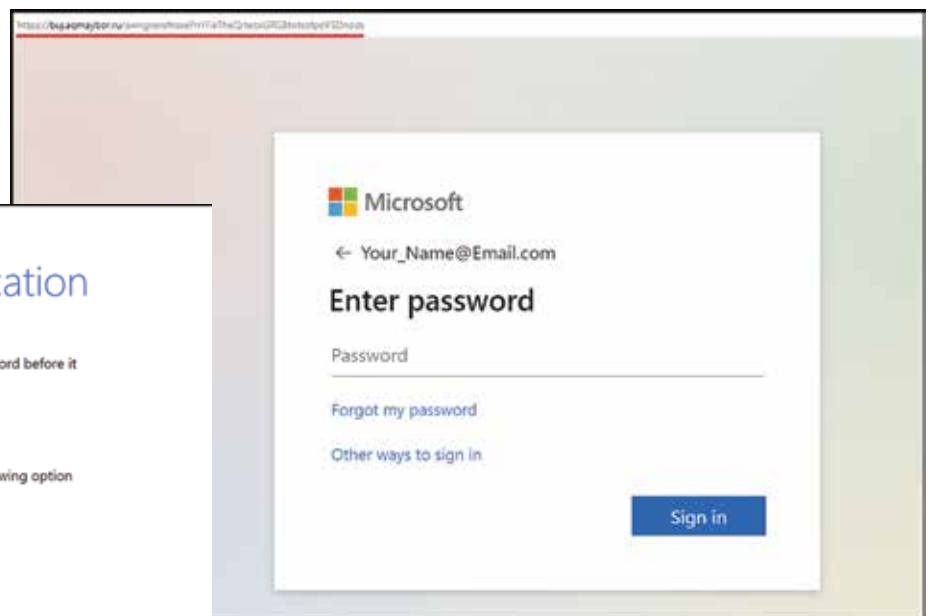 Microsoft
← Your_Name@Email.com
Enter password
Password
Forgot my password
Other ways to sign in
Sign in
ation
ord before it
wing option